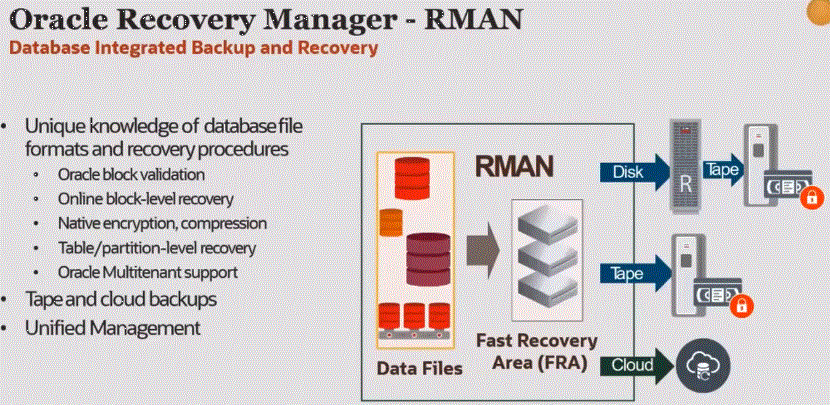 Oracle Recovery Manager - RMAN
Database Integrated Backup and Recovery
• Unique knowledge of database file
formats and recovery procedures
• Oracle block validation
• Online block-level recovery
• Native encryption, compression
• Table/partition-level recovery
• Oracle Multitenant support
• Tape and cloud backups
• Unified Management
RMAN
Data Files
Fast Recovery
Area (FRA)
Disk
R
Tape
Tape
Cloud